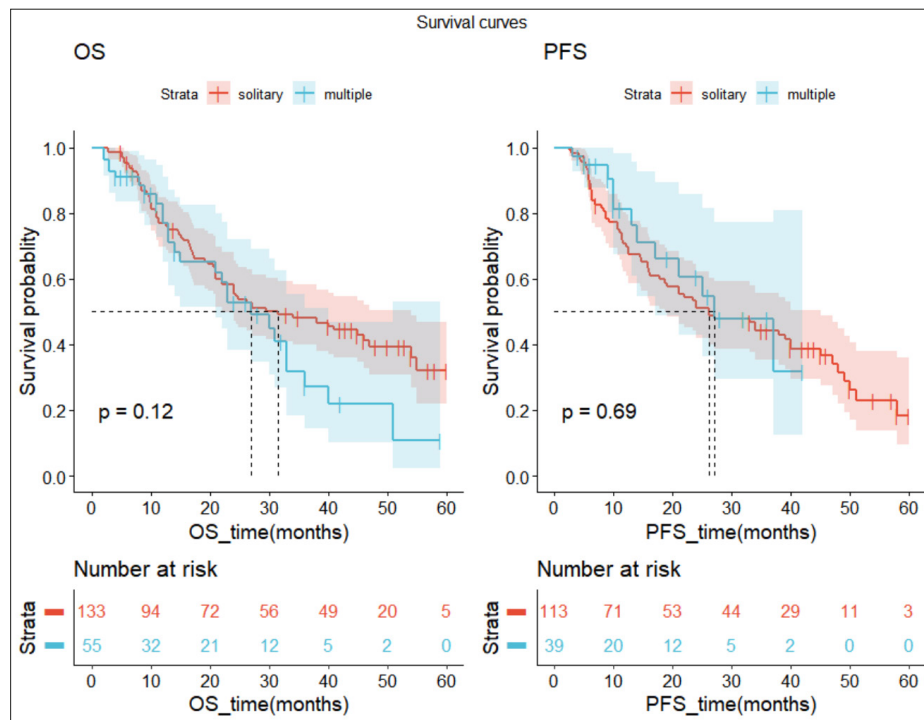 Survival curves
OS
Strata solitary multiple
1.0
0.8
0.6
0.4
0.2
0.0
Survival probablity
p = 0.12
0 10 20 30 40 50 60
OS_time(months)
Number at risk
Strata
133 94 72 56 49 20 5
55 32 21 12 5 2 0
0 10 20 30 40 50 60
OS_time(months)
PFS
Strata solitary multiple
1.0
0.8
0.6
0.4
0.2
0.0
Survival probablity
p = 0.69
0 10 20 30 40 50 60
PFS_time(months)
Number at risk
Strata
113 71 53 44 29 11 3
39 20 12 5 2 0 0
0 10 20 30 40 50 60
PFS_time(months)